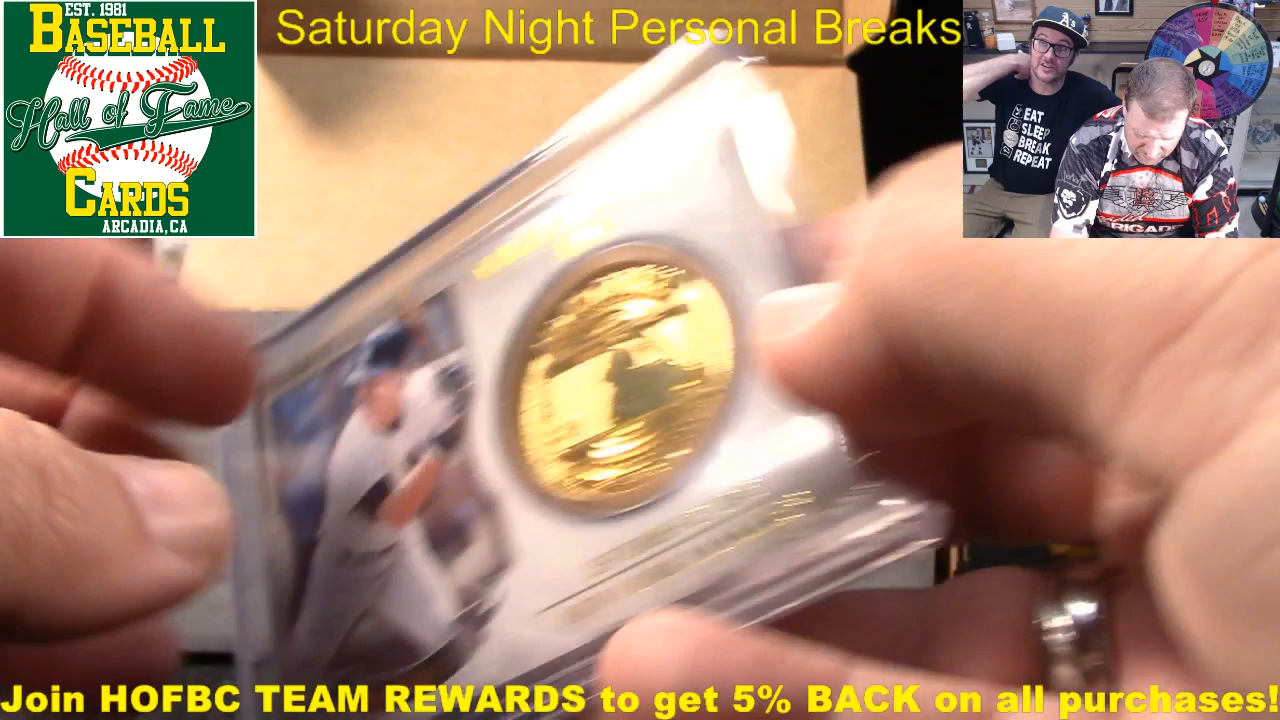 EST. 1981
BASEBALL
Hall of Fame
CARDS
ARCADIA, CA
Saturday Night Personal Breaks
EAT
SLEEP
BREAK
REPEAT
BRIGADE
Join HOFBC TEAM REWARDS to get 5% BACK on all purchases!